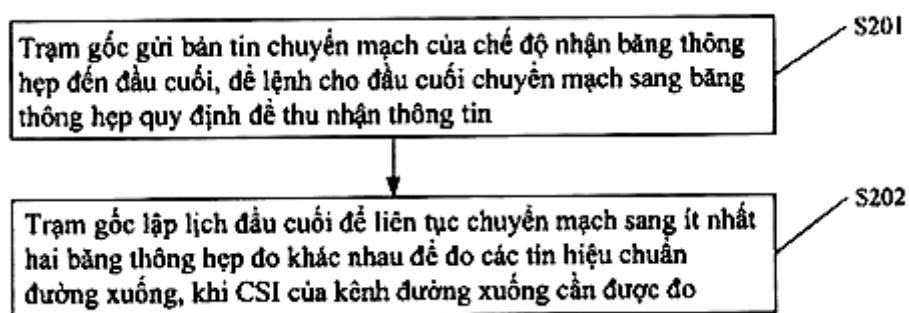 Trạm gốc gửi bản tin chuyển mạch của chế độ nhận băng thông
hẹp đến đầu cuối, để lệnh cho đầu cuối chuyển mạch sang băng
thông hẹp quy định để thu nhận thông tin
S201
Trạm gốc lập lịch đầu cuối để liên tục chuyển mạch sang ít nhất
hai băng thông hẹp đo khác nhau để đo các tín hiệu chuẩn
đường xuống, khi CSI của kênh đường xuống cần được đo
S202